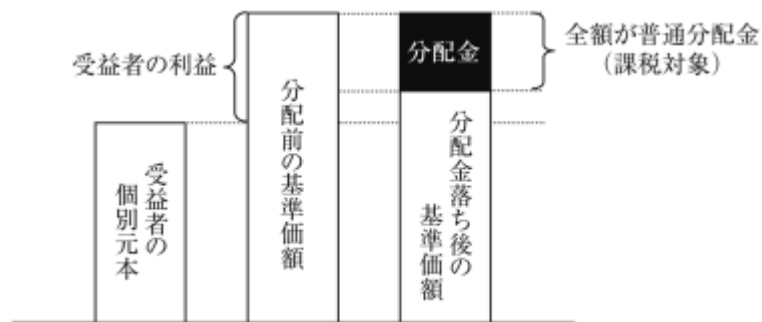 受益者の利益
受益者の
個別元本
分配前の基準価額
分配金
分配金落ち後の
基準価額
全額が普通分配金
（課税対象）